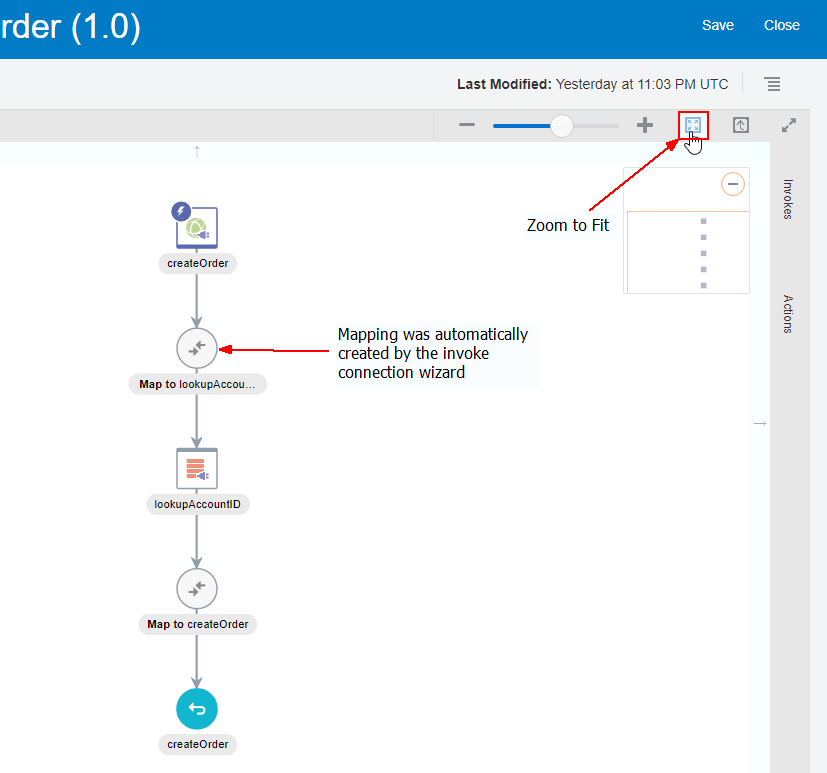 rder (1.0)
Save
Close
Last Modified: Yesterday at 11:03 PM UTC
Invokes
Actions
Zoom to Fit
createOrder
Mapping was automatically
created by the invoke
connection wizard
Map to lookupAccou...
lookupAccountID
Map to createOrder
createOrder